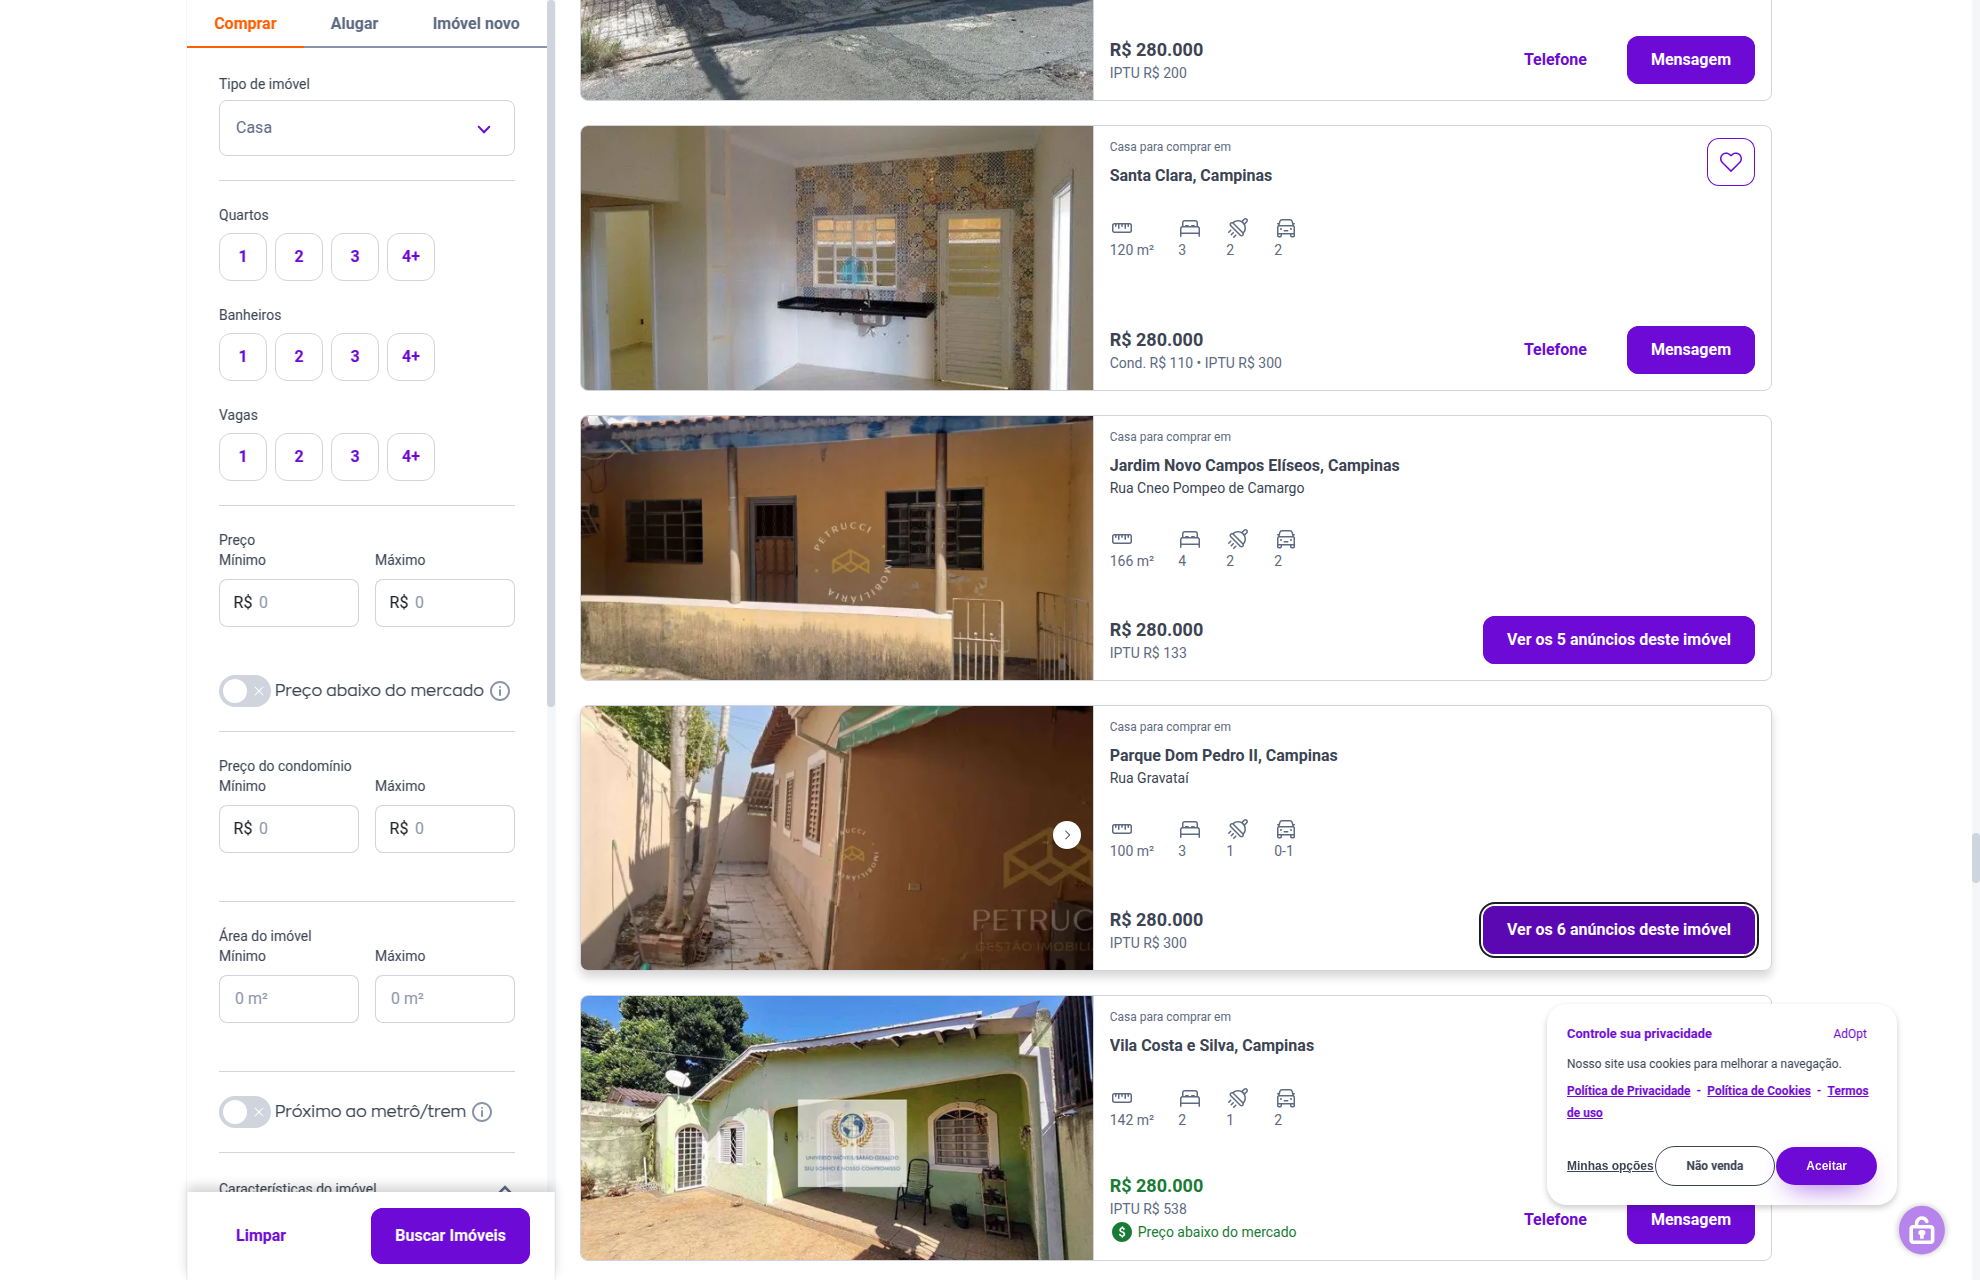 Comprar
Alugar
Imóvel novo
Tipo de imóvel
Casa
Quartos
1
2
3
4+
Banheiros
1
2
3
4+
Vagas
1
2
3
4+
Preço
Mínimo
Máximo
R$ 0
R$ 0
Preço abaixo do mercado
Preço do condomínio
Mínimo
Máximo
R$ 0
R$ 0
Área do imóvel
Mínimo
Máximo
0 m²
0 m²
Próximo ao metrô/trem
Características do imóvel
Limpar
Buscar Imóveis
R$ 280.000
IPTU R$ 200
Telefone
Mensagem
Casa para comprar em
Santa Clara, Campinas
120 m²
3
2
2
R$ 280.000
Cond. R$ 110 • IPTU R$ 300
Telefone
Mensagem
PETRUCCI
IMOBILIÁRIA
Casa para comprar em
Jardim Novo Campos Elíseos, Campinas
Rua Cneo Pompeo de Camargo
166 m²
4
2
2
R$ 280.000
IPTU R$ 133
Ver os 5 anúncios deste imóvel
PETRUC
GESTÃO IMOBILI
Casa para comprar em
Parque Dom Pedro II, Campinas
Rua Gravataí
100 m²
3
1
0-1
R$ 280.000
IPTU R$ 300
Ver os 6 anúncios deste imóvel
Casa para comprar em
Vila Costa e Silva, Campinas
142 m²
2
1
2
R$ 280.000
IPTU R$ 538
Preço abaixo do mercado
Telefone
Mensagem
Controle sua privacidade
AdOpt
Nosso site usa cookies para melhorar a navegação.
Política de Privacidade - Política de Cookies - Termos
de uso
Minhas opções
Não venda
Aceitar